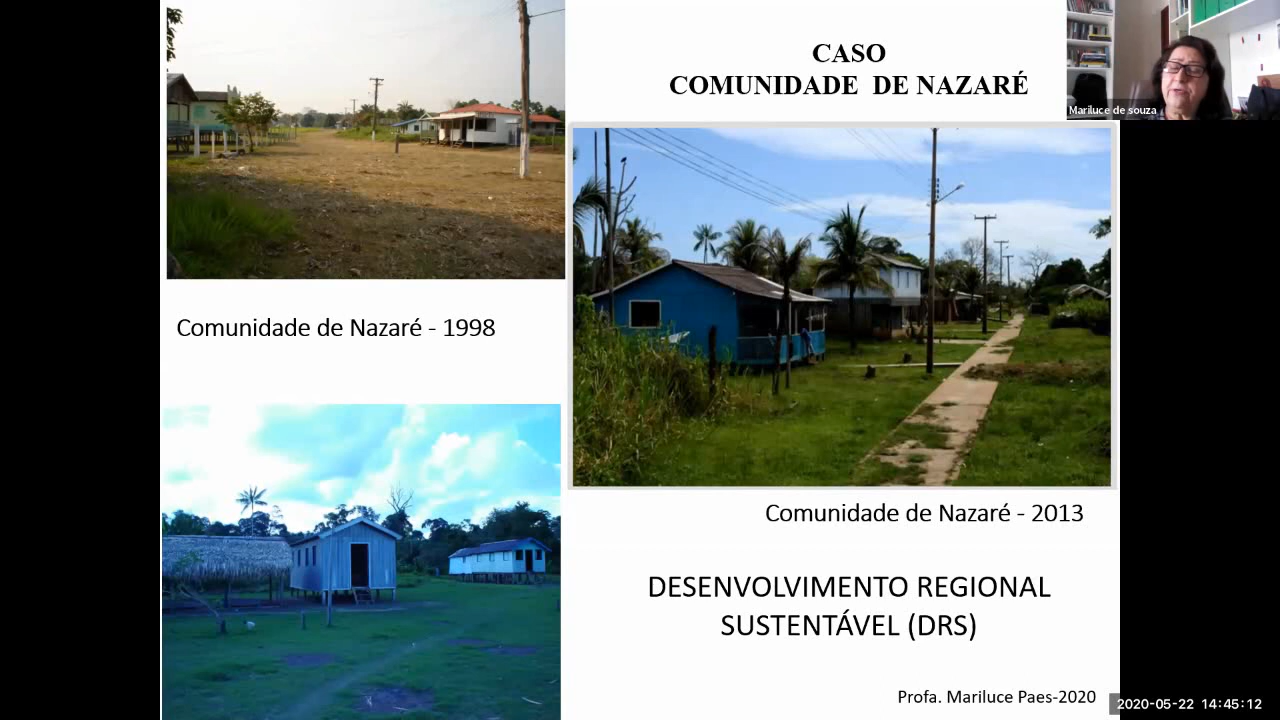 CASO
COMUNIDADE DE NAZARÉ
Mariluce de souza
Comunidade de Nazaré - 1998
Comunidade de Nazaré - 2013
DESENVOLVIMENTO REGIONAL
SUSTENTÁVEL (DRS)
Profa. Mariluce Paes-2020
2020-05-22 14:45:12